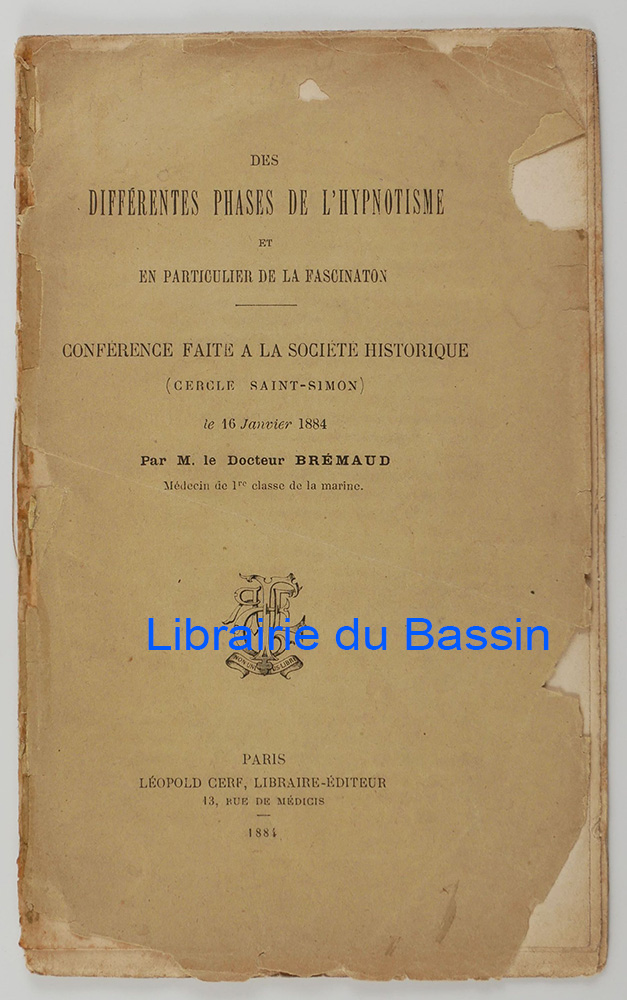 DES
DIFFÉRENTES PHASES DE L'HYPNOTISME
ET
EN PARTICULIER DE LA FASCINATON
CONFÉRENCE FAITE A LA SOCIÉTÉ HISTORIQUE
(CERCLE SAINT-SIMON)
le 16 Janvier 1884
Par M. le Docteur BRÉMAUD
Médecin de 1re classe de la marine.
Librairie du Bassin
PARIS
LÉOPOLD CERF, LIBRAIRE-ÉDITEUR
13, RUE DE MÉDICIS
1884